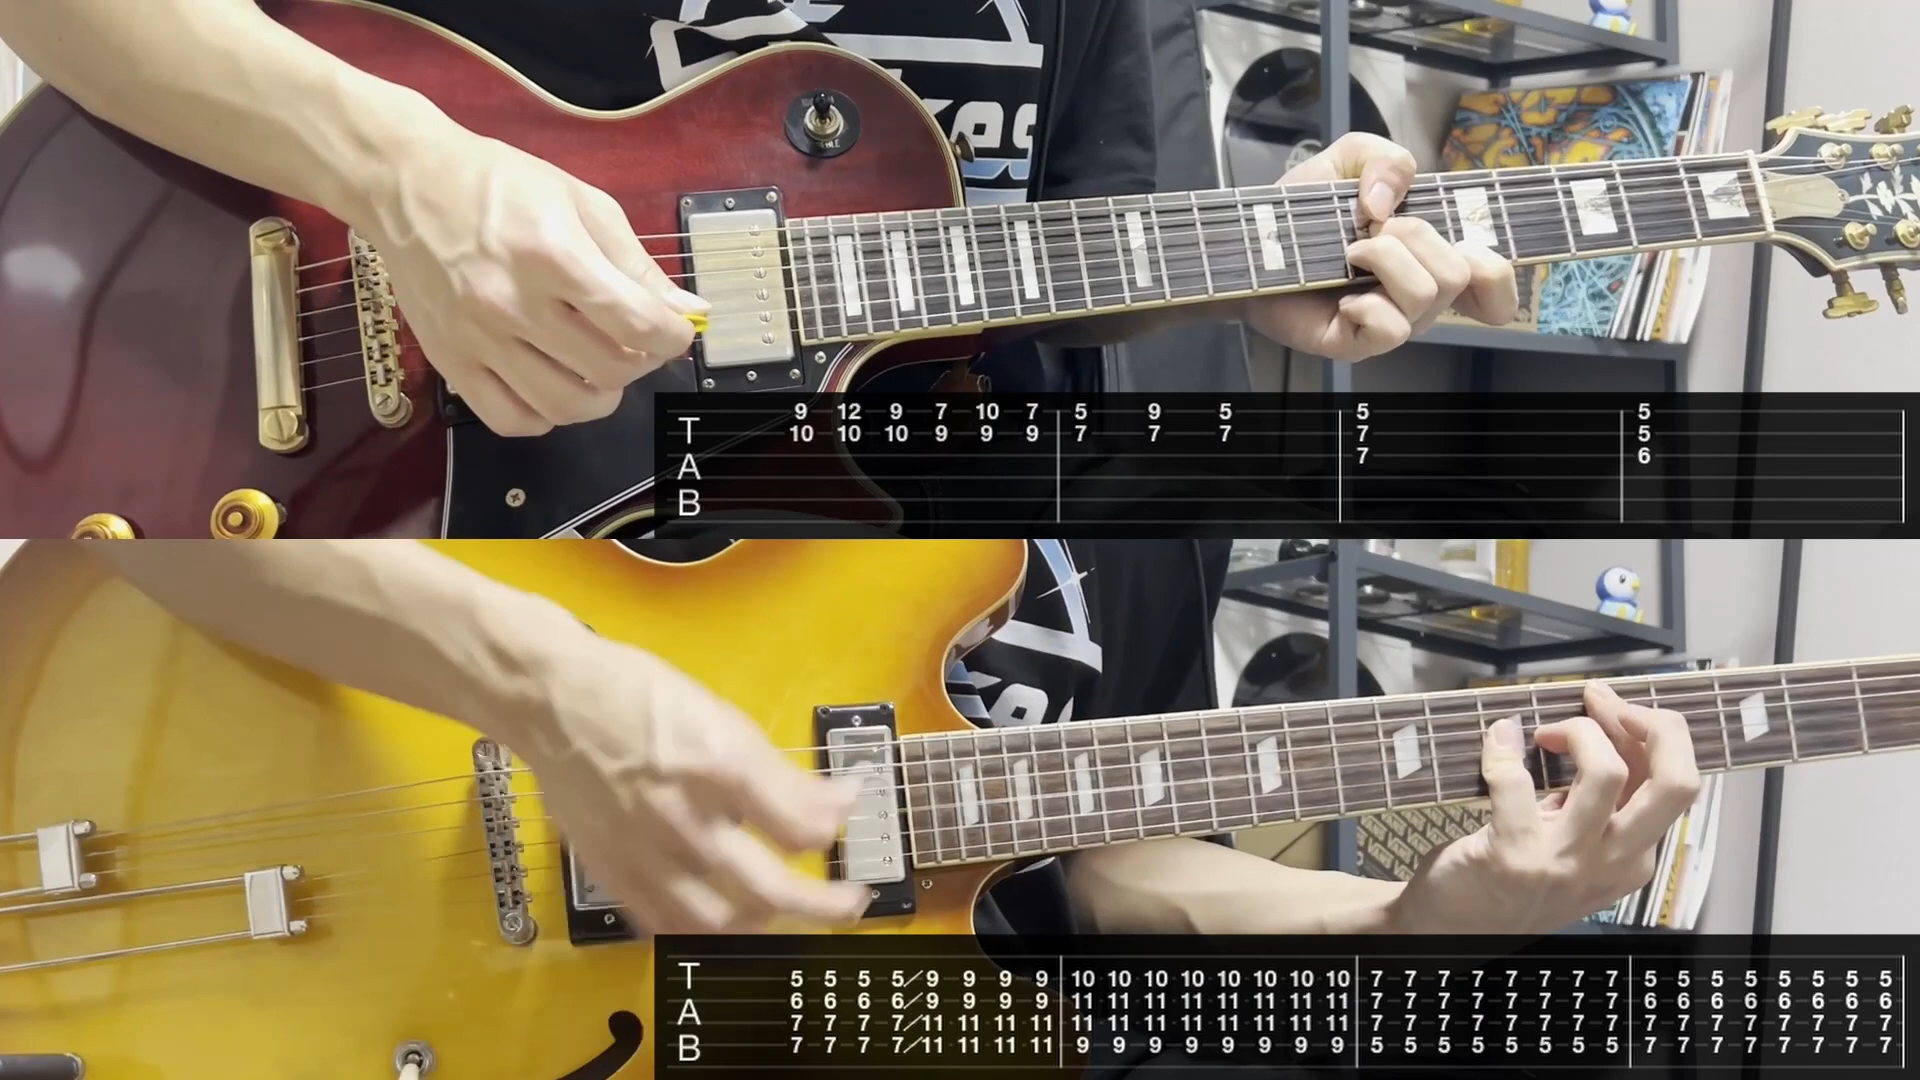 9 12 9 7 10 7 5 9 5 5 5
T 10 10 10 9 9 9 7 7 7 7 5
A 7 6
B
T 5 5 5 5/9 9 9 9 10 10 10 10 10 10 10 10 7 7 7 7 7 7 7 7 5 5 5 5 5 5 5 5
6 6 6 6/9 9 9 9 11 11 11 11 11 11 11 11 7 7 7 7 7 7 7 7 6 6 6 6 6 6 6 6
A 7 7 7 7/11 11 11 11 11 11 11 11 11 11 11 11 7 7 7 7 7 7 7 7 7 7 7 7 7 7 7 7
B 7 7 7 7/11 11 11 11 9 9 9 9 9 9 9 9 5 5 5 5 5 5 5 5 7 7 7 7 7 7 7 7